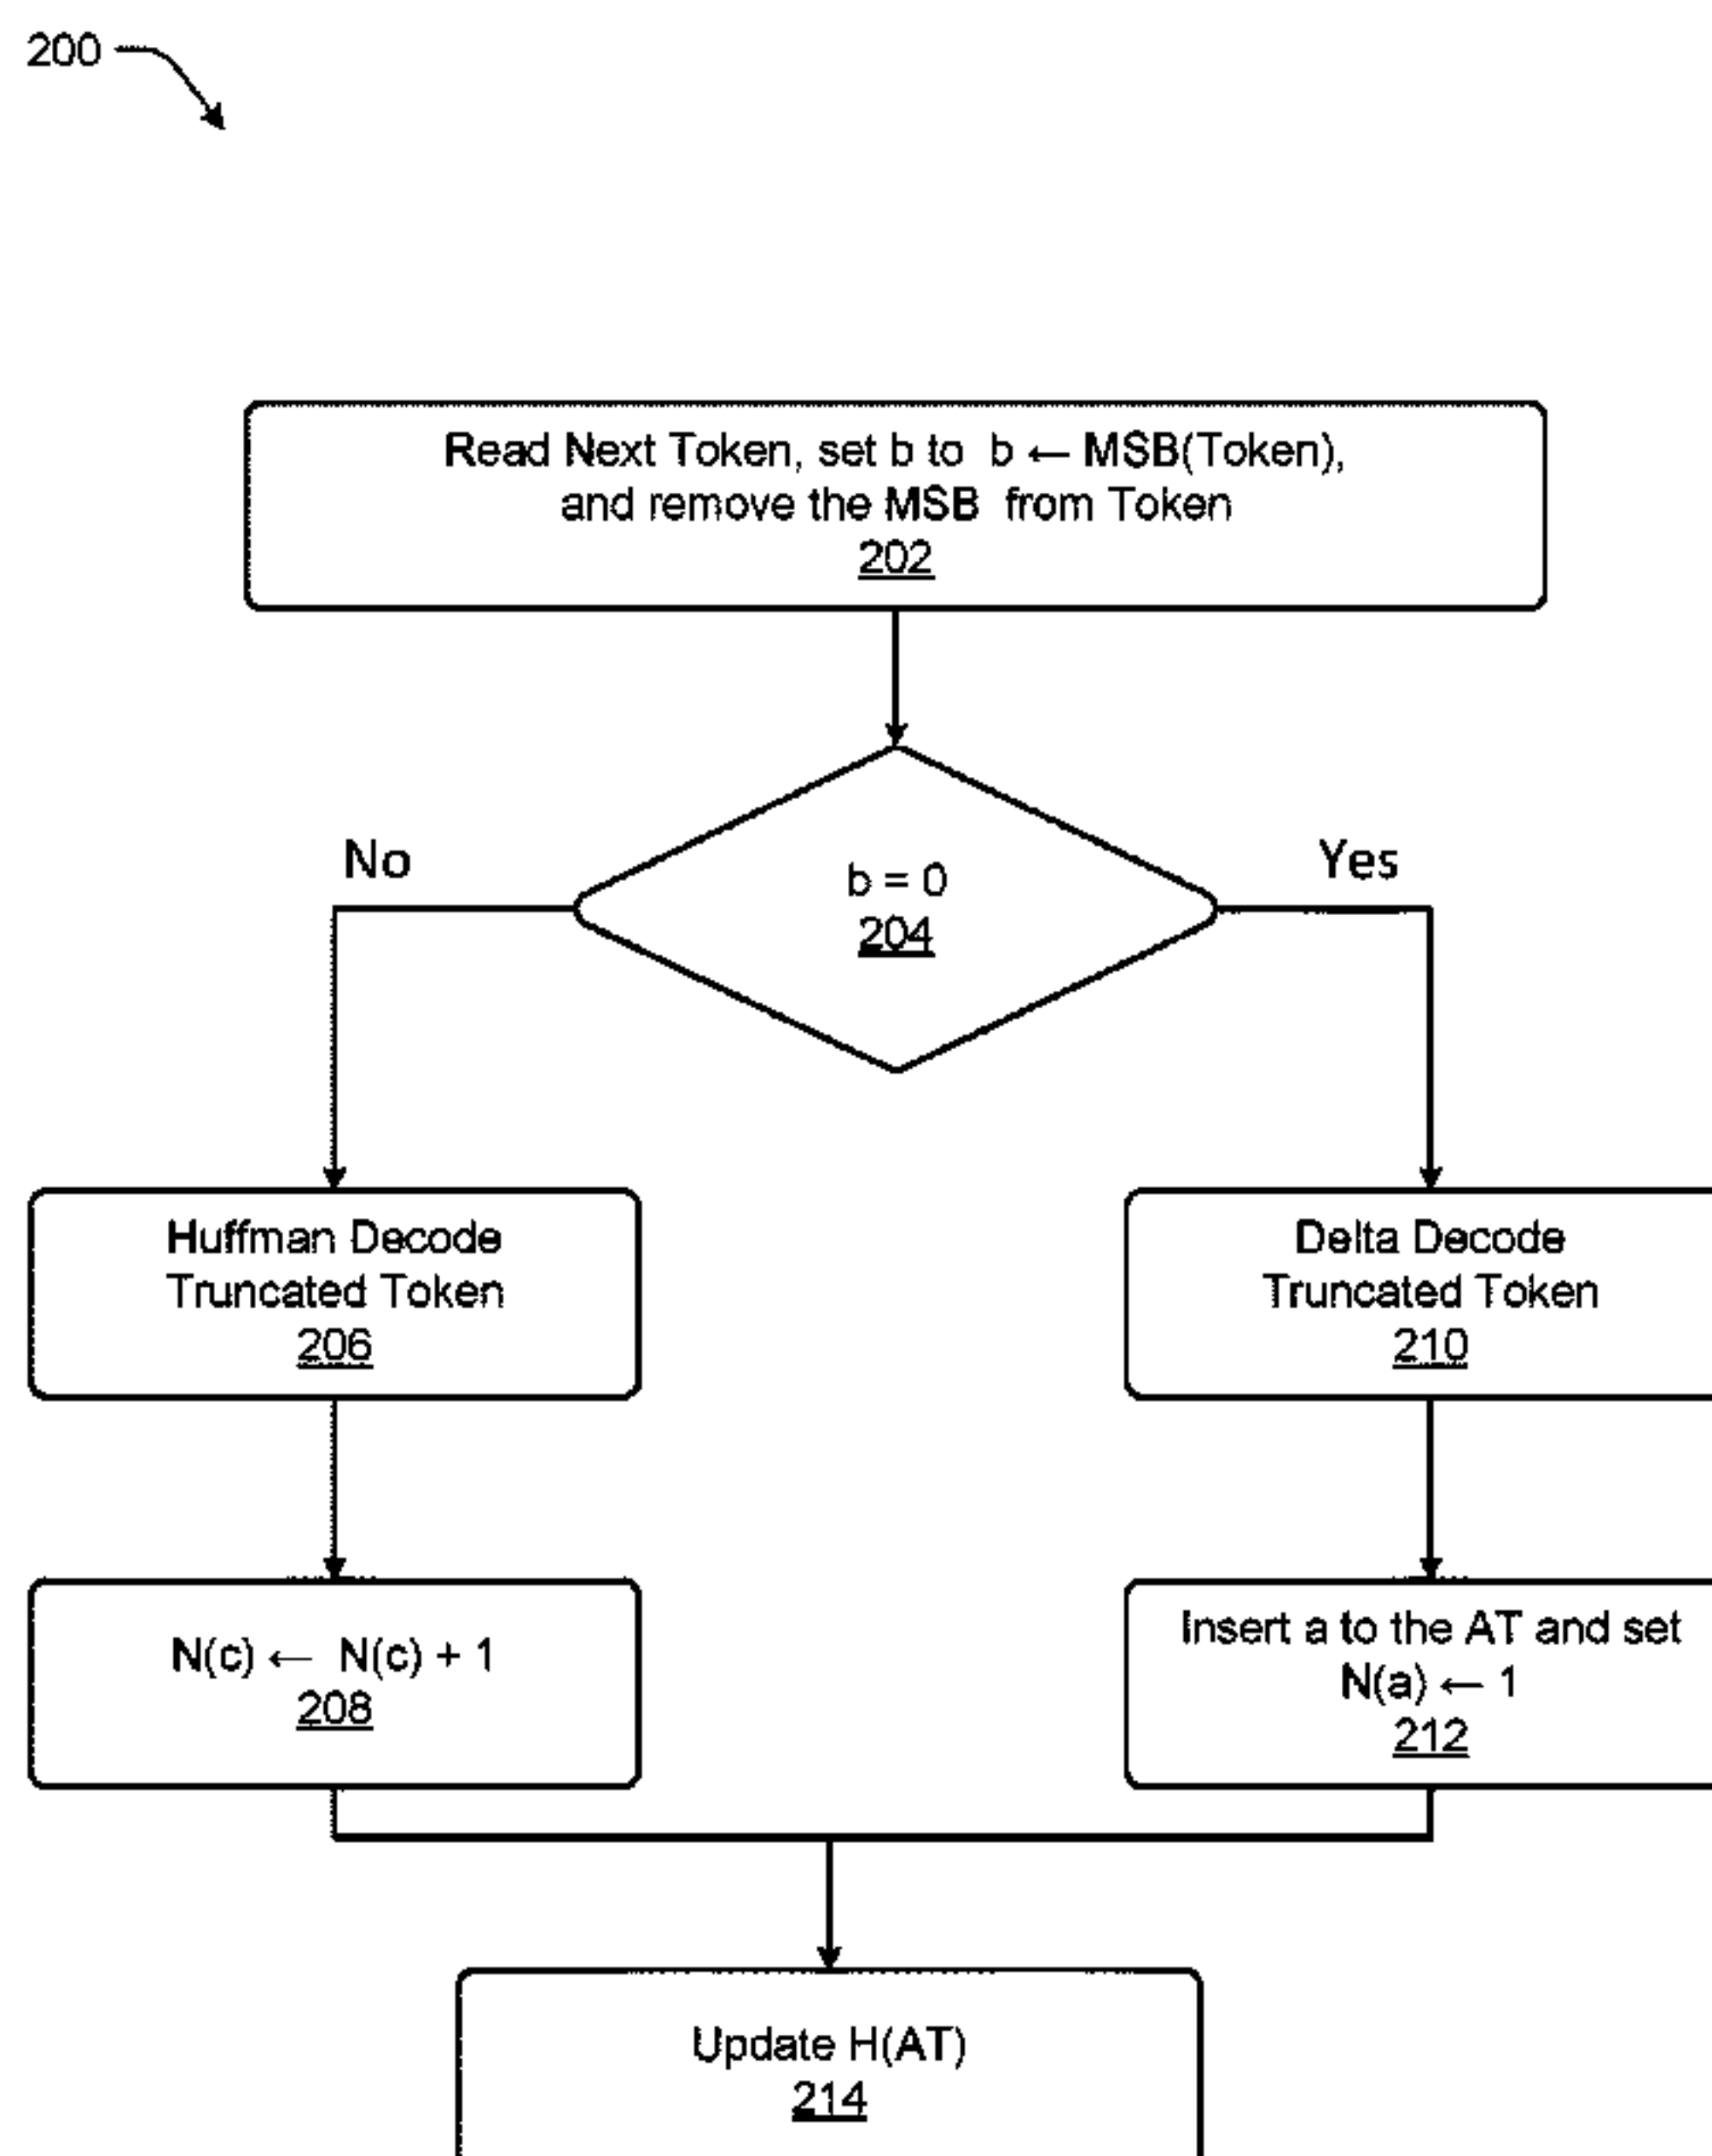 200
Read Next Token, set b to b ← MSB(Token),
and remove the MSB from Token
202
b = 0
204
No
Yes
Huffman Decode
Truncated Token
206
Delta Decode
Truncated Token
210
N(c) ← N(c) + 1
208
Insert a to the AT and set
N(a) ← 1
212
Update H(AT)
214